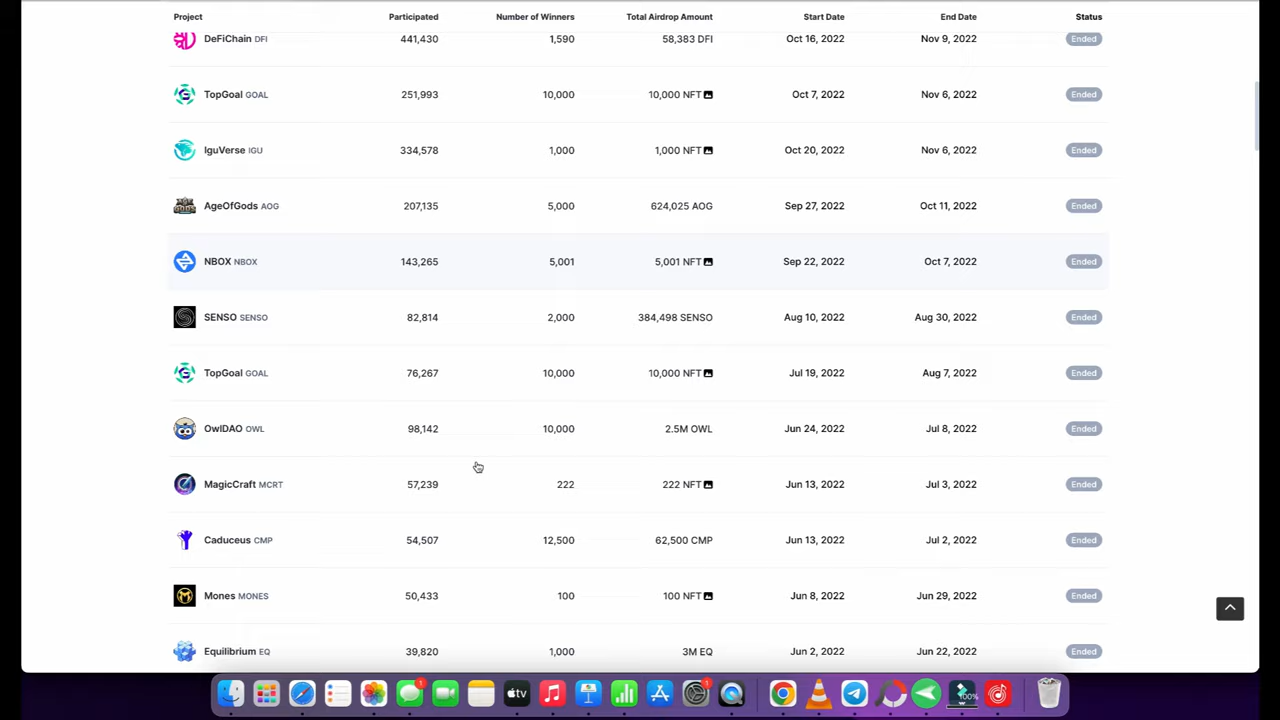 Project Participated Number of Winners Total Airdrop Amount Start Date End Date Status
DeFiChain DFI 441,430 1,590 58,383 DFI Oct 16, 2022 Nov 9, 2022 Ended
TopGoal GOAL 251,993 10,000 10,000 NFT Oct 7, 2022 Nov 6, 2022 Ended
IguVerse IGU 334,578 1,000 1,000 NFT Oct 20, 2022 Nov 6, 2022 Ended
AgeOfGods AOG 207,135 5,000 624,025 AOG Sep 27, 2022 Oct 11, 2022 Ended
NBOX NBOX 143,265 5,001 5,001 NFT Sep 22, 2022 Oct 7, 2022 Ended
SENSO SENSO 82,814 2,000 384,498 SENSO Aug 10, 2022 Aug 30, 2022 Ended
TopGoal GOAL 76,267 10,000 10,000 NFT Jul 19, 2022 Aug 7, 2022 Ended
OwlDAO OWL 98,142 10,000 2.5M OWL Jun 24, 2022 Jul 8, 2022 Ended
MagicCraft MCRT 57,239 222 222 NFT Jun 13, 2022 Jul 3, 2022 Ended
Caduceus CMP 54,507 12,500 62,500 CMP Jun 13, 2022 Jul 2, 2022 Ended
Mones MONES 50,433 100 100 NFT Jun 8, 2022 Jun 29, 2022 Ended
Equilibrium EQ 39,820 1,000 3M EQ Jun 2, 2022 Jun 22, 2022 Ended
tv
100%